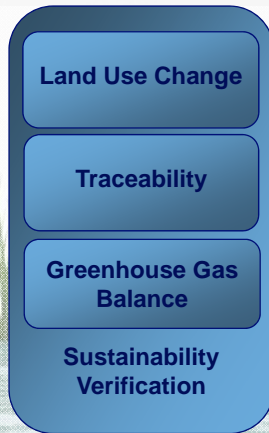 Land Use Change
Traceability
Greenhouse Gas
Balance
Sustainability
Verification